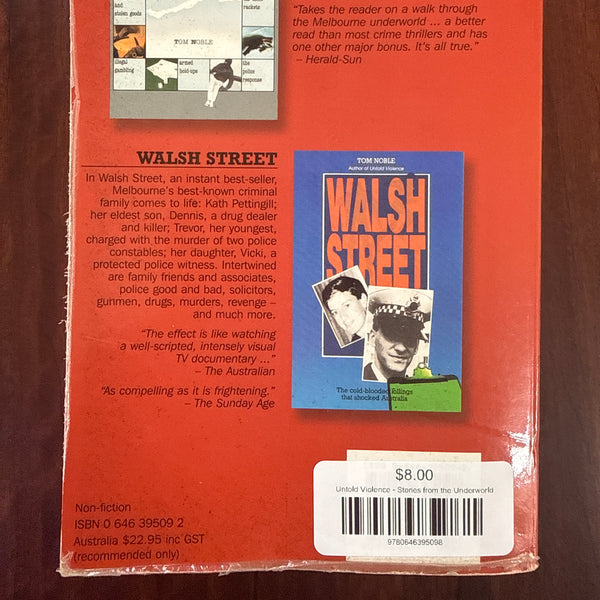 and
stolen goods
the
rackets
TOM NOBLE
illegal
gambling
armed
hold-ups
the
police
response
"Takes the reader on a walk through
the Melbourne underworld ... a better
read than most crime thrillers and has
one other major bonus. It's all true."
– Herald-Sun
WALSH STREET
In Walsh Street, an instant best-seller,
Melbourne's best-known criminal
family comes to life: Kath Pettingill;
her eldest son, Dennis, a drug dealer
and killer; Trevor, her youngest,
charged with the murder of two police
constables; her daughter, Vicki, a
protected police witness. Intertwined
are family friends and associates,
police good and bad, solicitors,
gunmen, drugs, murders, revenge –
and much more.
"The effect is like watching
a well-scripted, intensely visual
TV documentary ..."
– The Australian
"As compelling as it is frightening."
– The Sunday Age
TOM NOBLE
Author of Untold Violence
WALSH
STREET
The cold-blooded killings
that shocked Australia
Non-fiction
ISBN 0 646 39509 2
Australia $22.95 inc GST
(recommended only)
$8.00
Untold Violence - Stories from the Underworld
9780646395098